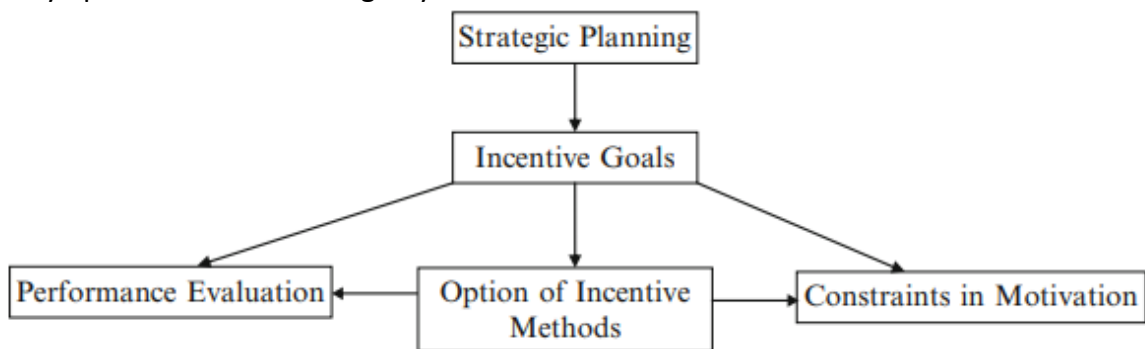 Strategic Planning
Incentive Goals
Performance Evaluation
Option of Incentive
Methods
Constraints in Motivation